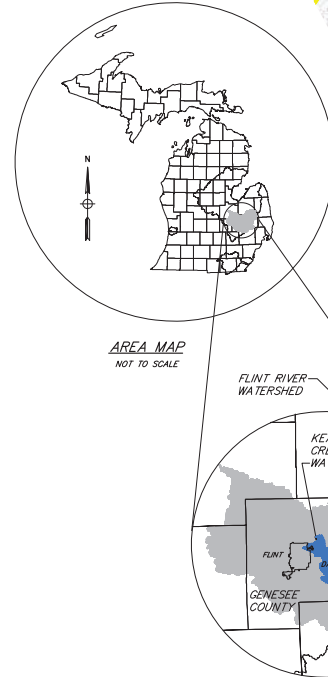 N
AREA MAP
NOT TO SCALE
FLINT RIVER
WATERSHED
FLINT
GENESEE
COUNTY